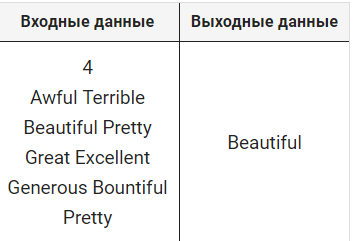 Входные данные
Выходные данные
4
Awful Terrible
Beautiful Pretty
Great Excellent
Generous Bountiful
Pretty
Beautiful